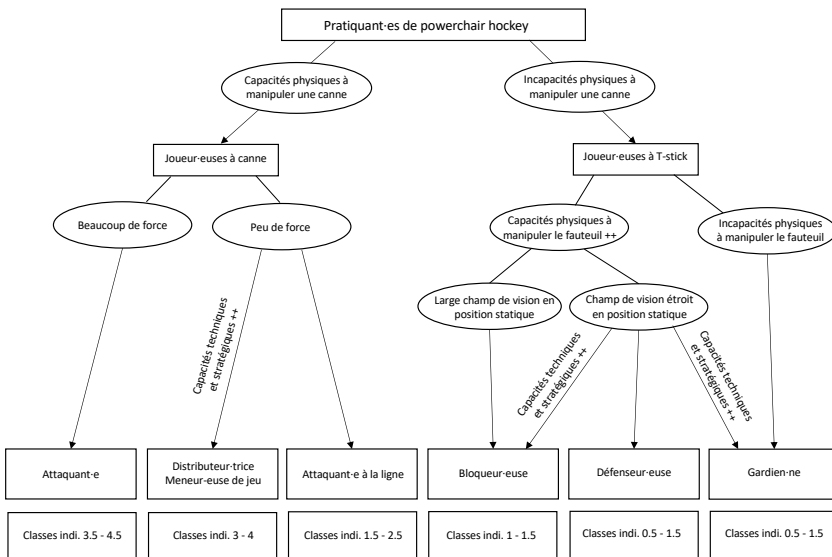 Pratiquant·es de powerchair hockey
Capacités physiques à
manipuler une canne
Incapacités physiques à
manipuler une canne
Joueur·euses à canne
Joueur·euses à T-stick
Beaucoup de force
Peu de force
Capacités physiques à
manipuler le fauteuil ++
Incapacités physiques
à manipuler le fauteuil
Large champ de vision en
position statique
Champ de vision étroit
en position statique
Capacités techniques
et stratégiques ++
Capacités techniques
et stratégiques ++
Capacités techniques
et stratégiques ++
Attaquant·e
Distributeur·trice
Meneur-euse de jeu
Attaquant·e à la ligne
Bloqueur·euse
Défenseur·euse
Gardien·ne
Classes indi. 3.5 - 4.5
Classes indi. 3 - 4
Classes indi. 1.5 - 2.5
Classes indi. 1 - 1.5
Classes indi. 0.5 - 1.5
Classes indi. 0.5 - 1.5